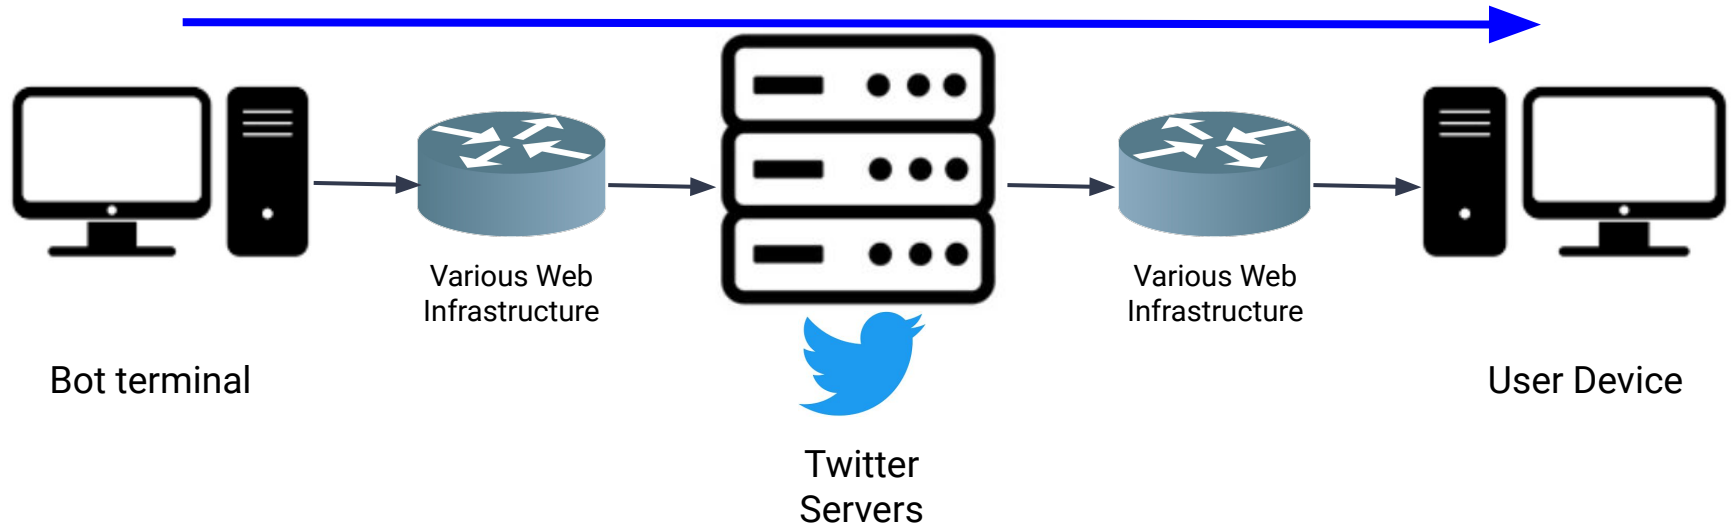 Various Web
Infrastructure
Various Web
Infrastructure
Bot terminal
User Device
Twitter
Servers